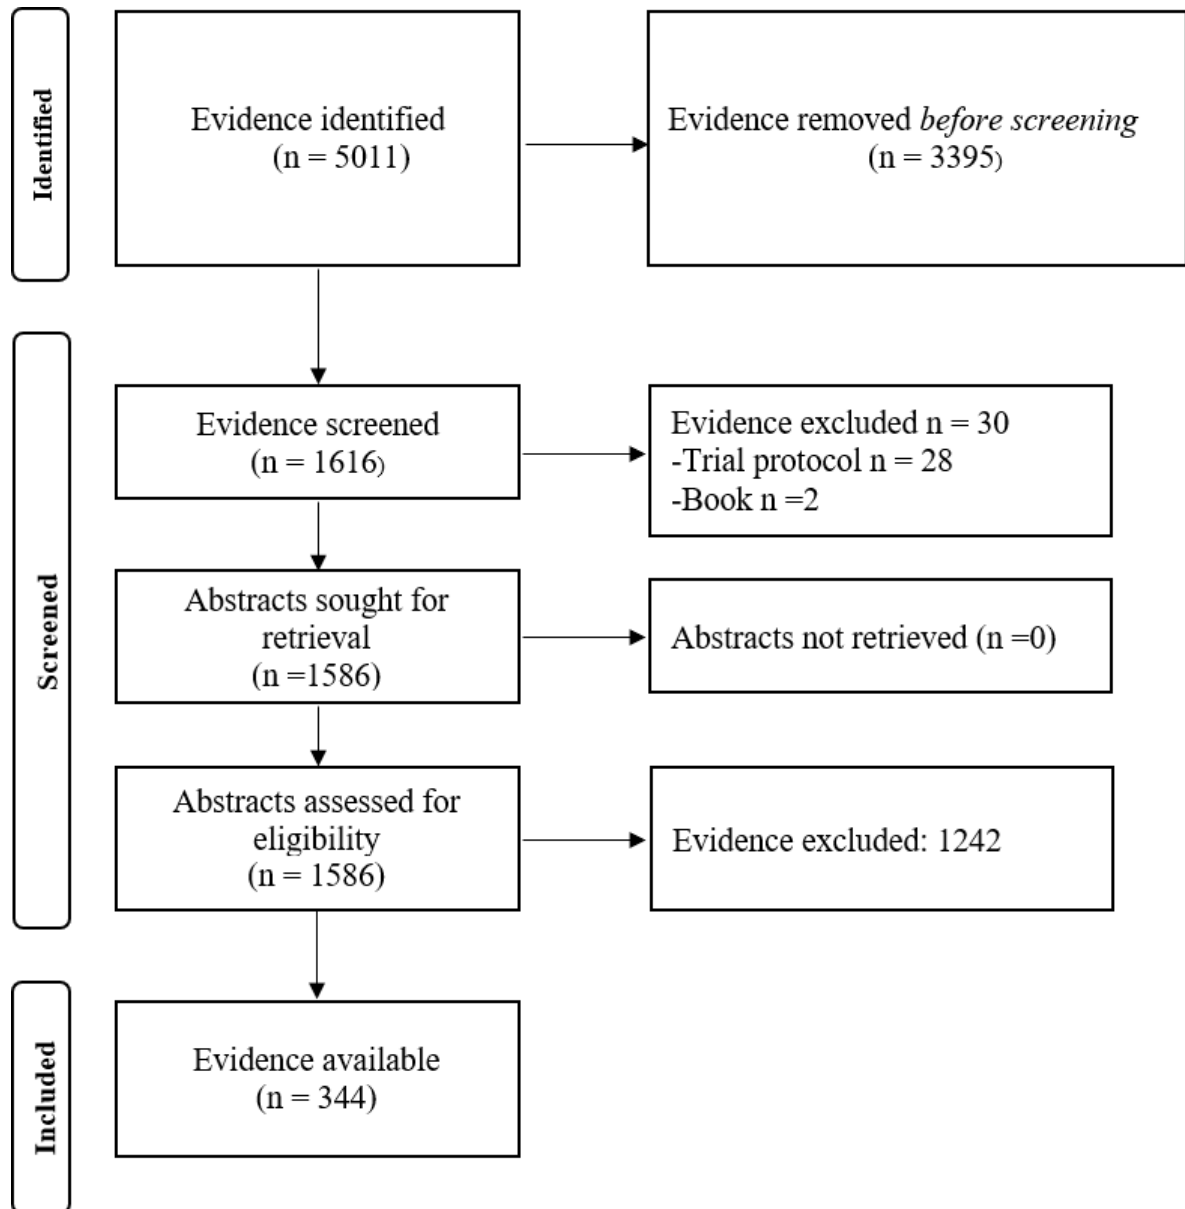 Identified
Evidence identified
(n = 5011)
Evidence removed before screening
(n = 3395)
Screened
Evidence screened
(n = 1616)
Evidence excluded n = 30
-Trial protocol n = 28
-Book n =2
Abstracts sought for
retrieval
(n =1586)
Abstracts not retrieved (n =0)
Abstracts assessed for
eligibility
(n = 1586)
Evidence excluded: 1242
Included
Evidence available
(n = 344)